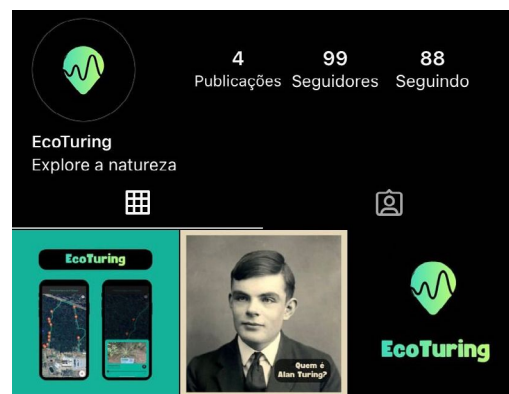 4 99 88
Publicações Seguidores Seguindo
EcoTuring
Explore a natureza
EcoTuring
Quem é
Alan Turing?
EcoTuring